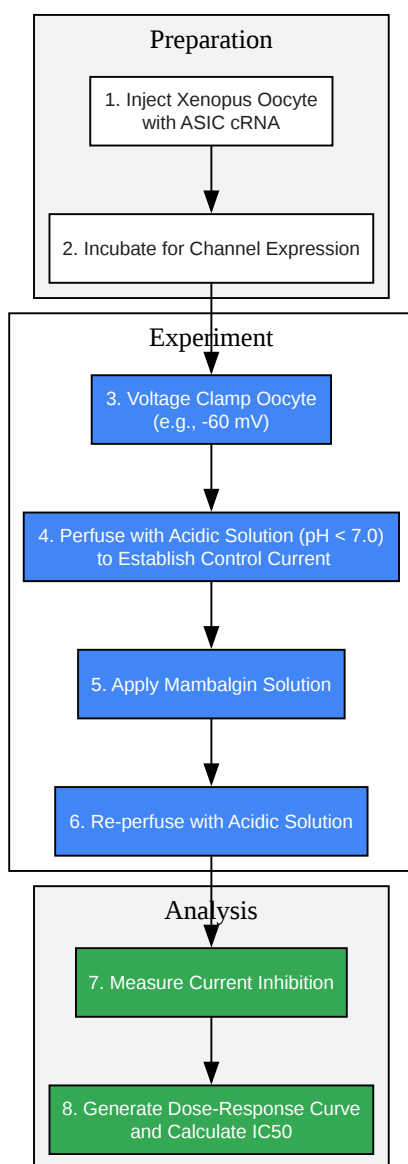 Preparation
1. Inject Xenopus Oocyte
with ASIC cRNA
2. Incubate for Channel Expression
Experiment
3. Voltage Clamp Oocyte
(e.g., -60 mV)
4. Perfuse with Acidic Solution (pH < 7.0)
to Establish Control Current
5. Apply Mambalgin Solution
6. Re-perfuse with Acidic Solution
Analysis
7. Measure Current Inhibition
8. Generate Dose-Response Curve
and Calculate IC50